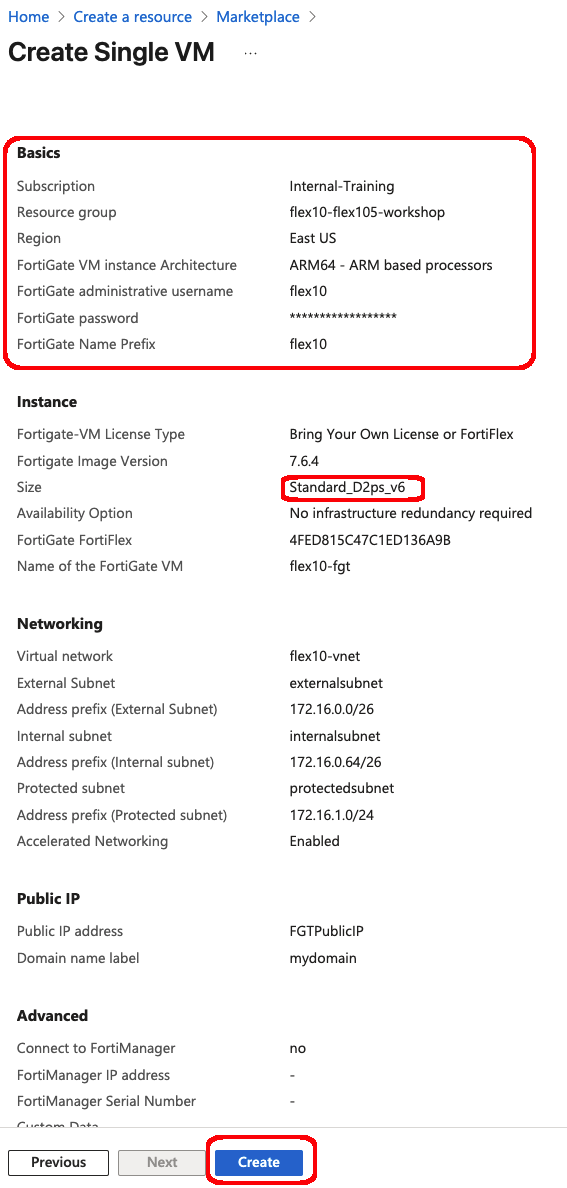 Home > Create a resource > Marketplace >
Create Single VM ...
Basics
Subscription Internal-Training
Resource group flex10-flex105-workshop
Region East US
FortiGate VM instance Architecture ARM64 - ARM based processors
FortiGate administrative username flex10
FortiGate password ******************
FortiGate Name Prefix flex10
Instance
Fortigate-VM License Type Bring Your Own License or FortiFlex
Fortigate Image Version 7.6.4
Size Standard_D2ps_v6
Availability Option No infrastructure redundancy required
FortiGate FortiFlex 4FED815C47C1ED136A9B
Name of the FortiGate VM flex10-fgt
Networking
Virtual network flex10-vnet
External Subnet externalsubnet
Address prefix (External Subnet) 172.16.0.0/26
Internal subnet internalsubnet
Address prefix (Internal subnet) 172.16.0.64/26
Protected subnet protectedsubnet
Address prefix (Protected subnet) 172.16.1.0/24
Accelerated Networking Enabled
Public IP
Public IP address FGTPublicIP
Domain name label mydomain
Advanced
Connect to FortiManager no
FortiManager IP address -
FortiManager Serial Number -
Custom Data
Previous Next Create